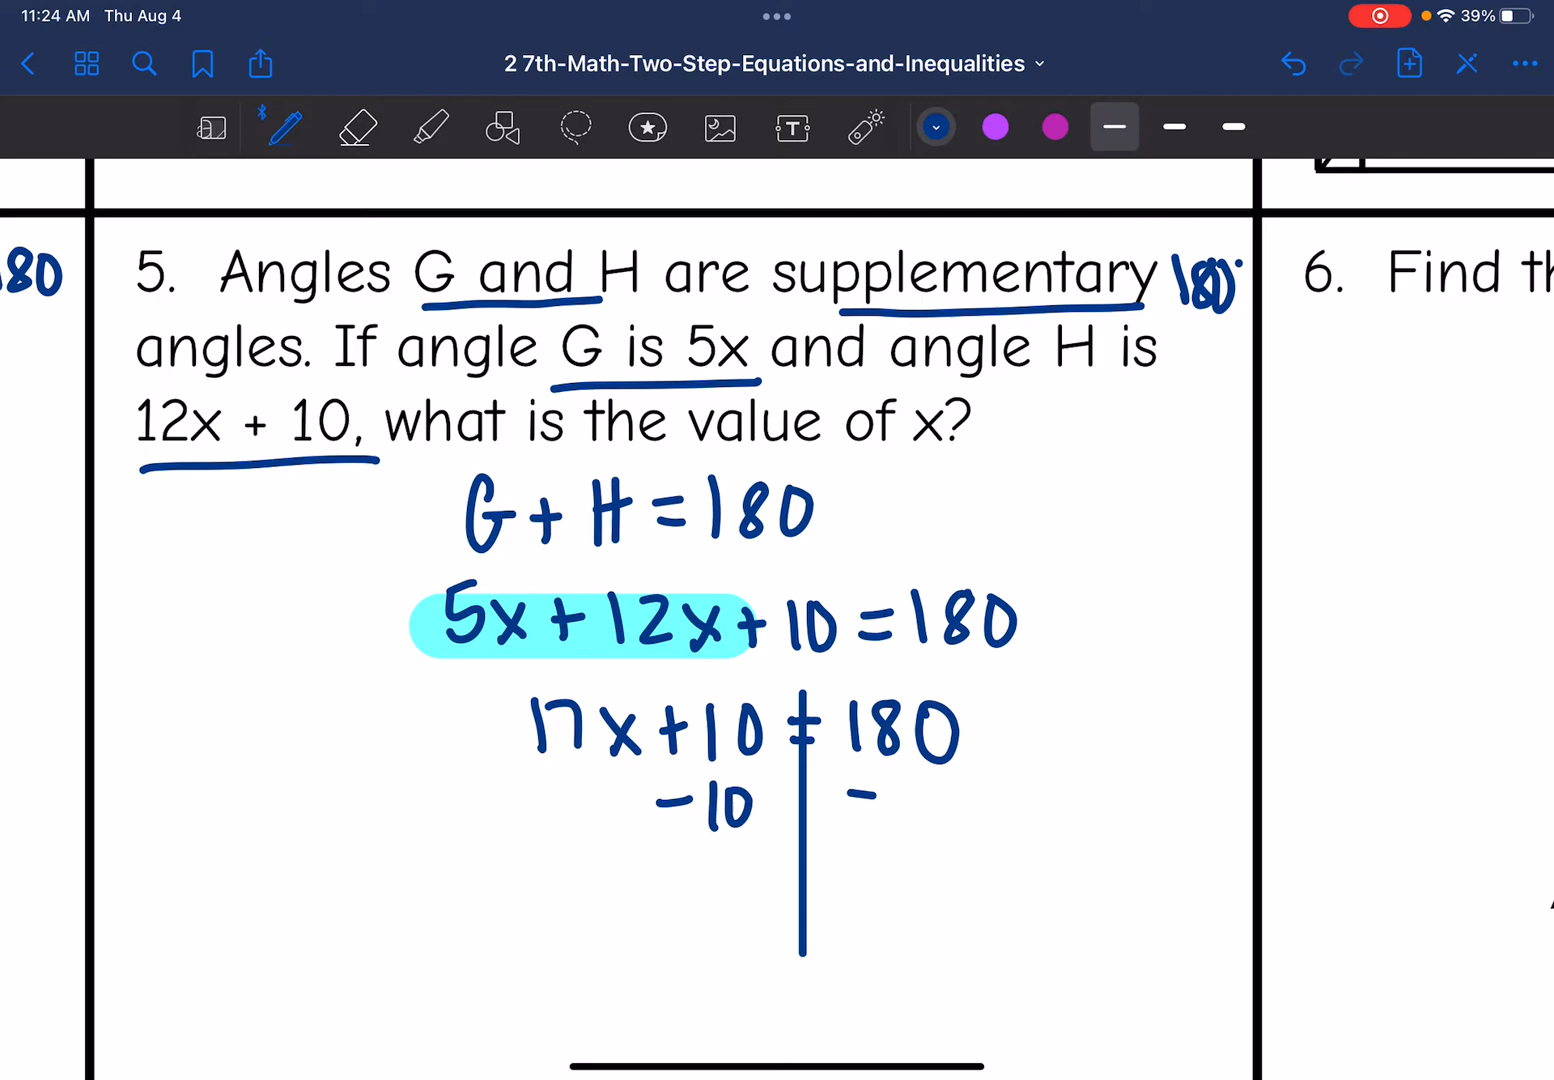 11:24 AM Thu Aug 4
39%
2 7th-Math-Two-Step-Equations-and-Inequalities
T
80
5. Angles G and H are supplementary 180°
angles. If angle G is 5x and angle H is
12x + 10, what is the value of x?
G + H = 180
5x + 12x + 10 = 180
17x + 10 = 180
- 10 -
6. Find th